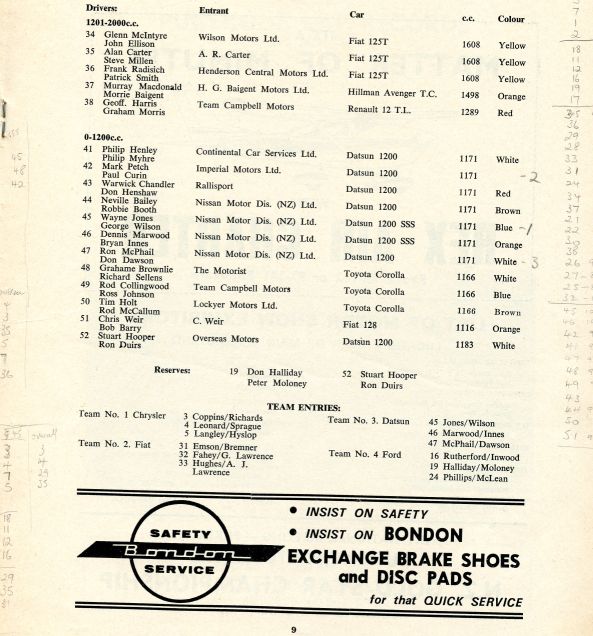 Drivers: Entrant Car c.c. Colour
1201-2000c.c.
34 Glenn McIntyre Wilson Motors Ltd. Fiat 125T 1608 Yellow
John Ellison
35 Alan Carter A. R. Carter Fiat 125T 1608 Yellow
Steve Millen
36 Frank Radisich Henderson Central Motors Ltd. Fiat 125T 1608 Yellow
Patrick Smith
37 Murray Macdonald H. G. Baigent Motors Ltd. Hillman Avenger T.C. 1498 Orange
Morrie Baigent
38 Geoff. Harris Team Campbell Motors Renault 12 T.L. 1289 Red
Graham Morris
0-1200c.c.
41 Philip Henley Continental Car Services Ltd. Datsun 1200 1171 White
Philip Myhre
42 Mark Petch Imperial Motors Ltd. Datsun 1200 1171 -2
Paul Curin
43 Warwick Chandler Rallisport Datsun 1200 1171 Red
Don Henshaw
44 Neville Bailey Nissan Motor Dis. (NZ) Ltd. Datsun 1200 1171 Brown
Robbie Booth
45 Wayne Jones Nissan Motor Dis. (NZ) Ltd. Datsun 1200 SSS 1171 Blue -1
George Wilson
46 Dennis Marwood Nissan Motor Dis. (NZ) Ltd. Datsun 1200 SSS 1171 Orange
Bryan Innes
47 Ron McPhail Nissan Motor Dis. (NZ) Ltd. Datsun 1200 1171 White -3
Don Dawson
48 Grahame Brownlie The Motorist Toyota Corolla 1166 White
Richard Sellens
49 Rod Collingwood Team Campbell Motors Toyota Corolla 1166 Blue
Ross Johnson
50 Tim Holt Lockyer Motors Ltd. Toyota Corolla 1166 Brown
Rod McCallum
51 Chris Weir C. Weir Fiat 128 1116 Orange
Bob Barry
52 Stuart Hooper Overseas Motors Datsun 1200 1183 White
Ron Duirs
Reserves: 19 Don Halliday 52 Stuart Hooper
Peter Moloney Ron Duirs
TEAM ENTRIES:
Team No. 1 Chrysler 3 Coppins/Richards
4 Leonard/Sprague
5 Langley/Hyslop
Team No. 2. Fiat 31 Emson/Bremner
32 Fahey/G. Lawrence
33 Hughes/A. J.
Lawrence
Team No. 3. Datsun 45 Jones/Wilson
46 Marwood/Innes
47 McPhail/Dawson
Team No. 4 Ford 16 Rutherford/Inwood
19 Halliday/Moloney
24 Phillips/McLean
SAFETY
Bondon
SERVICE
• INSIST ON SAFETY
• INSIST ON BONDON
EXCHANGE BRAKE SHOES
and DISC PADS
for that QUICK SERVICE
9